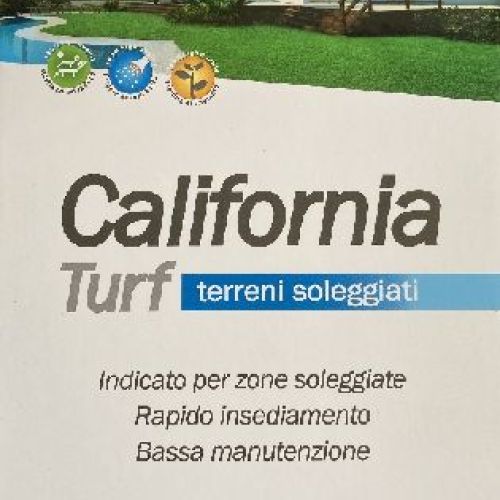 California
Turf terreni soleggiati
Indicato per zone soleggiate
Rapido insediamento
Bassa manutenzione